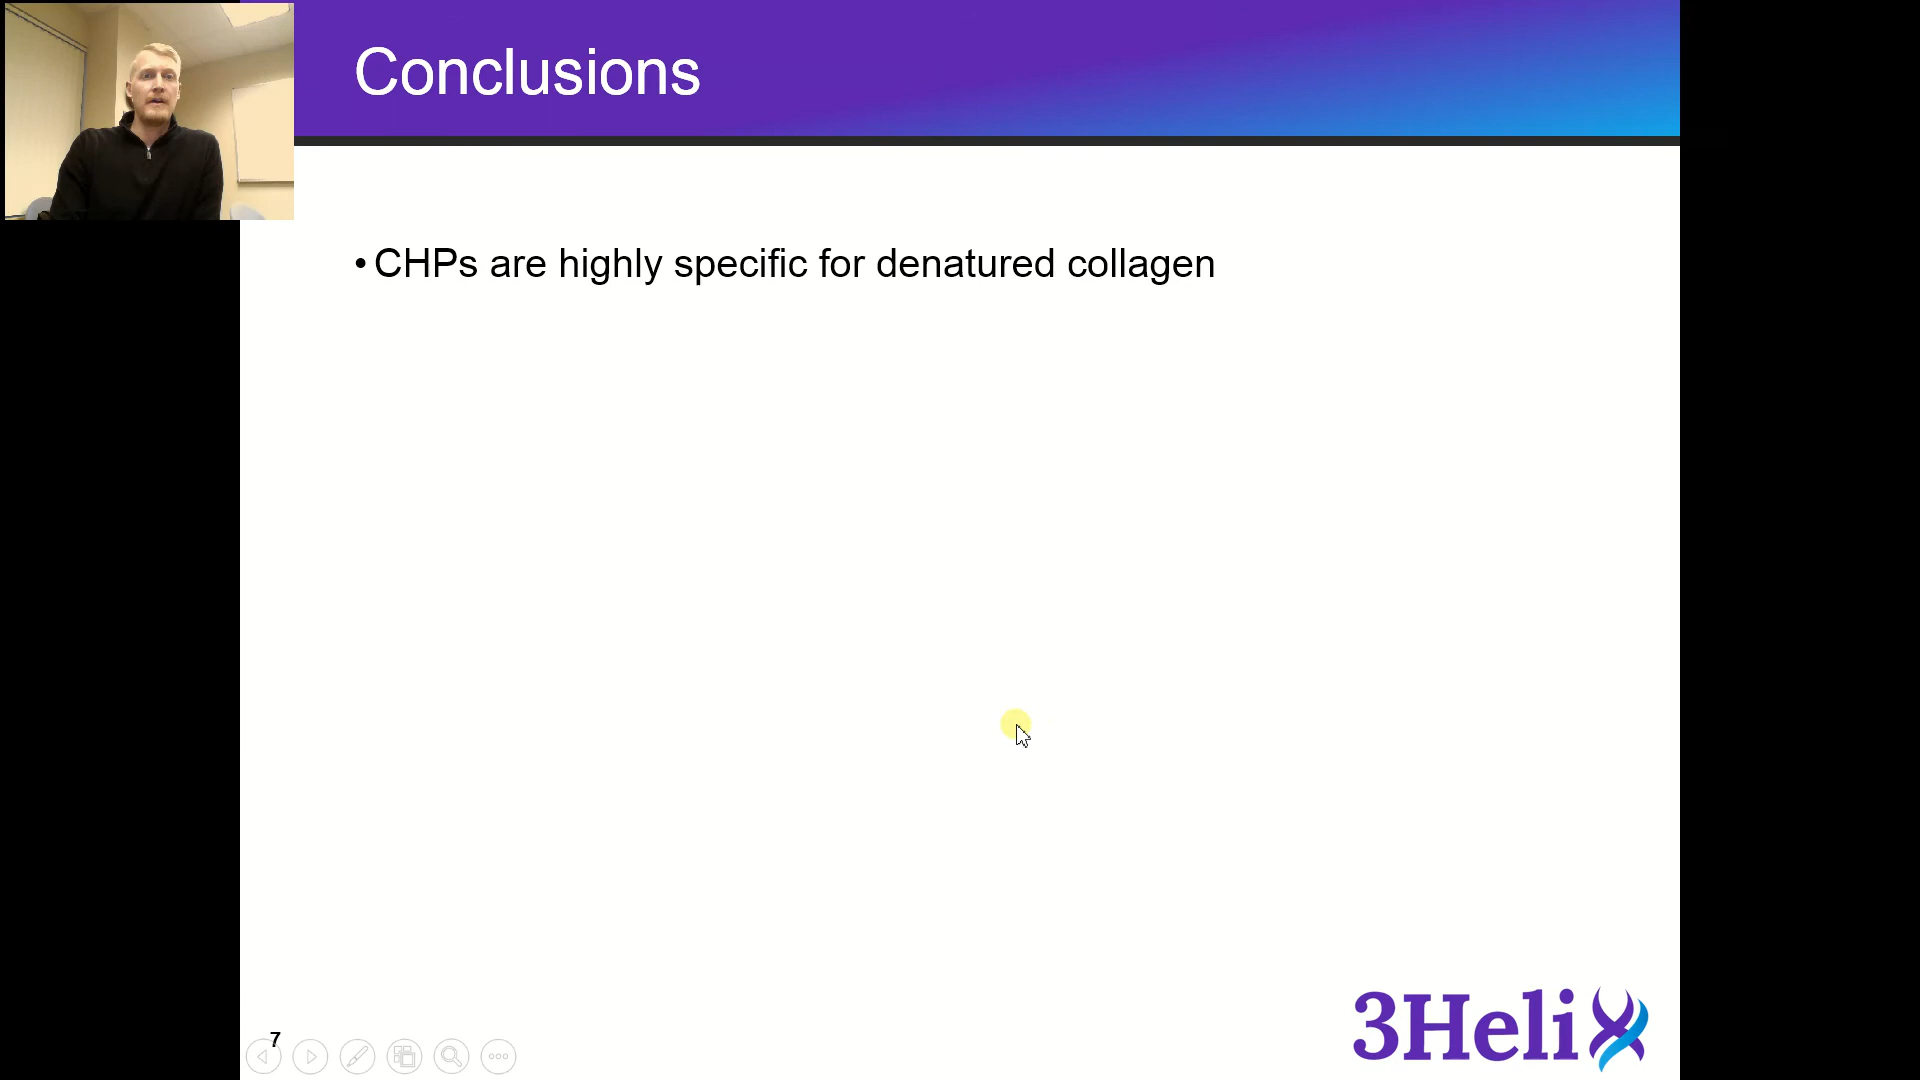 Conclusions
• CHPs are highly specific for denatured collagen
7
3Helix